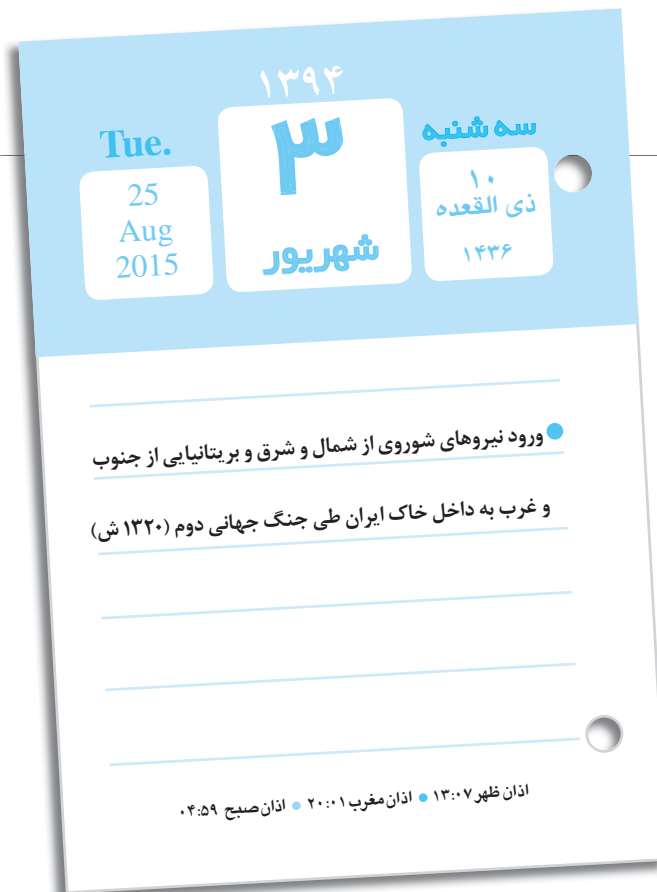 ۱۳۹۴
سه شنبه
۳
Tue.
۱۰
ذی القعده
۱۴۳۶
شهریور
25
Aug
2015
ورود نیروهای شوروی از شمال و شرق و بریتانیایی از جنوب
و غرب به داخل خاک ایران طی جنگ جهانی دوم (۱۳۲۰ ش)
اذان ظهر ۱۳:۰۷ ● اذان مغرب ۲۰:۰۱ ● اذان صبح ۰۴:۵۹